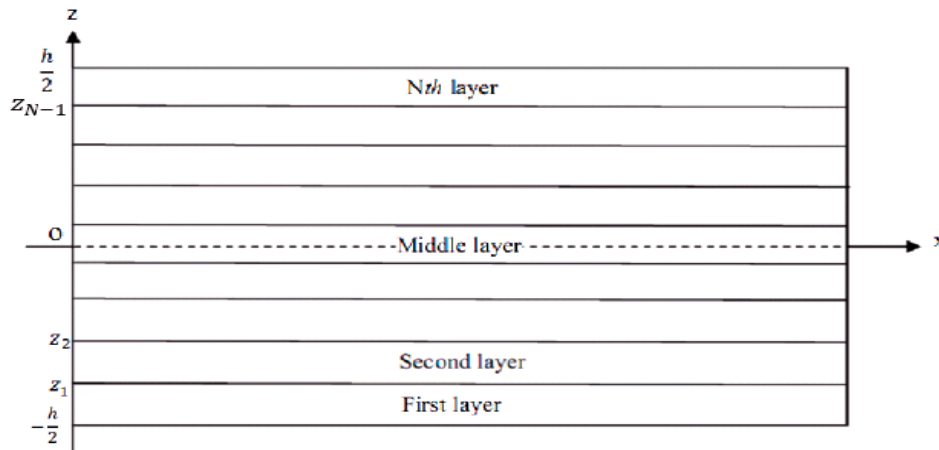 z
h/2
Nth layer
z_{N-1}
O
Middle layer
x
z_2
Second layer
z_1
First layer
-h/2